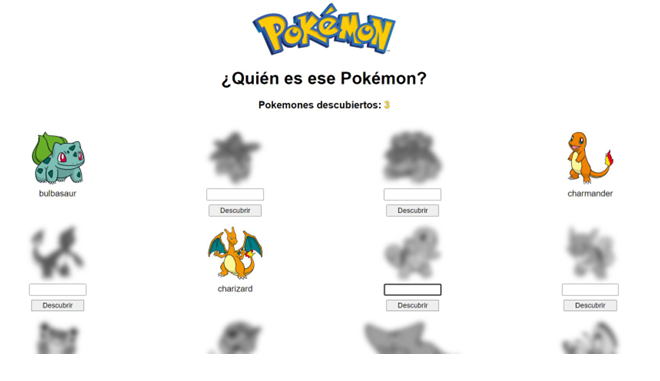 POKÉMON
¿Quién es ese Pokémon?
Pokemones descubiertos: 3
bulbasaur
Descubrir
Descubrir
charmander
Descubrir
charizard
Descubrir
Descubrir